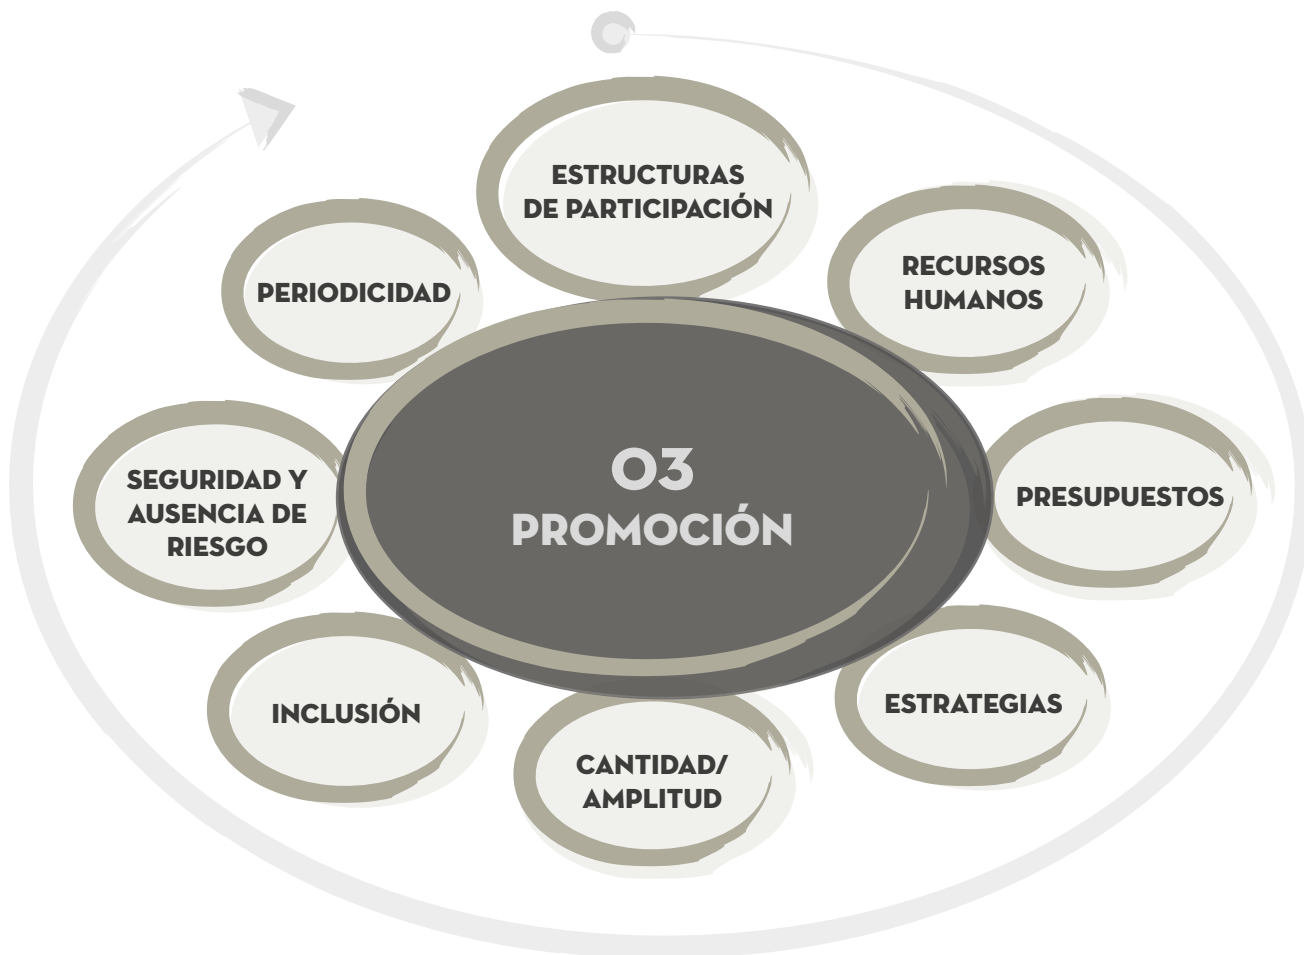 ESTRUCTURAS
DE PARTICIPACIÓN
RECURSOS
HUMANOS
PERIODICIDAD
03
PROMOCIÓN
SEGURIDAD Y
AUSENCIA DE
RIESGO
PRESUPUESTOS
INCLUSIÓN
ESTRATEGIAS
CANTIDAD/
AMPLITUD